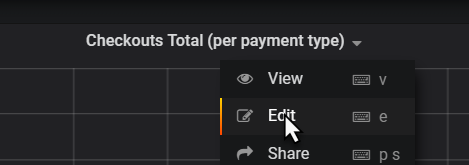 Checkouts Total (per payment type)
View v
Edit e
Share p s